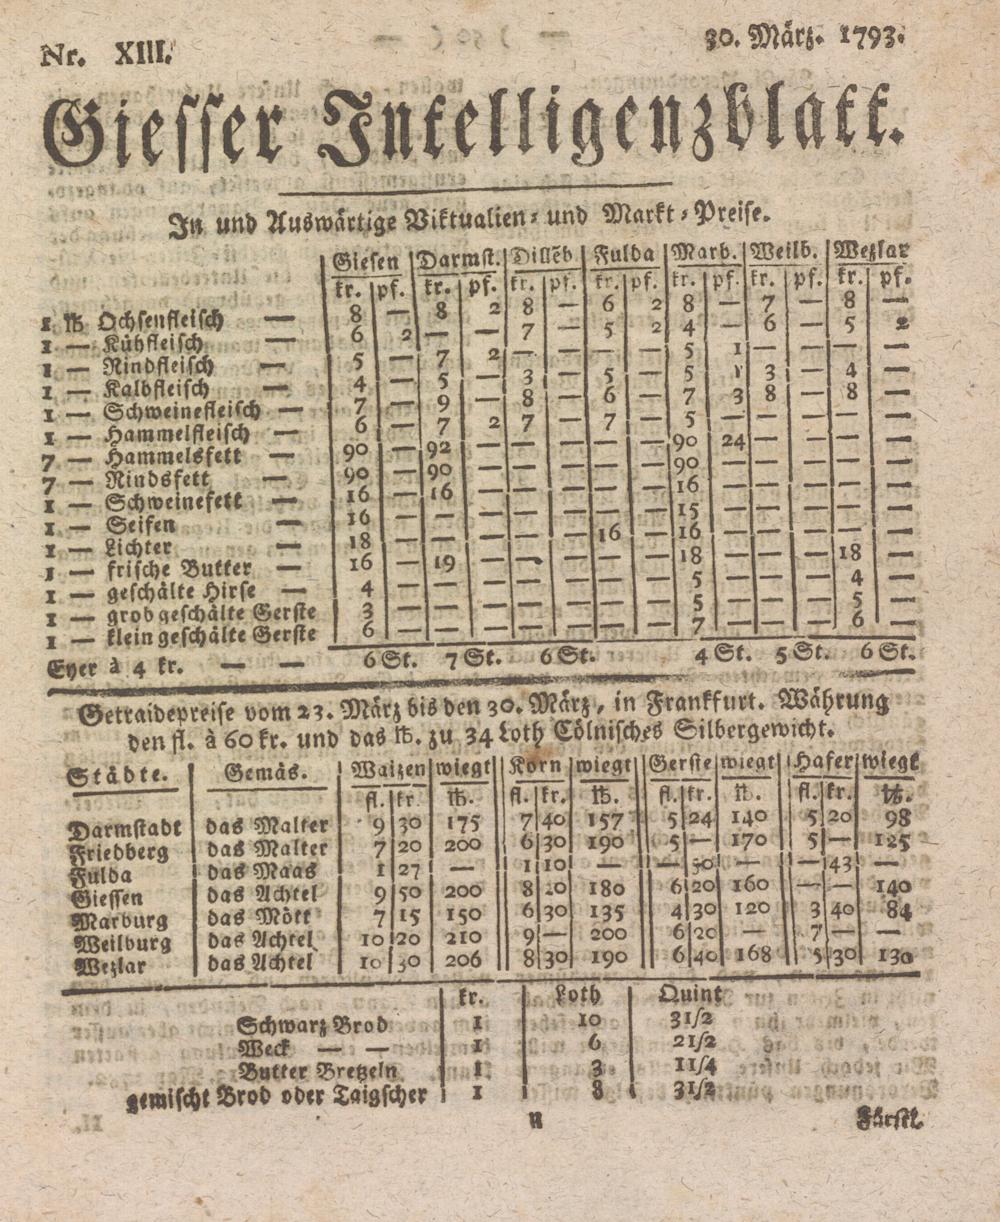 Nr. XIII. 30. März. 1793.
Giesser Intelligenzblatt.
In und Auswärtige Viktualien- und Markt-Preise.
Giesen | Darmst. | Dillēb. | Fulda | Marb. | Weilb. | Wetzlar
kr. | pf. | kr. | pf. | kr. | pf. | kr. | pf. | kr. | pf. | kr. | pf. | kr. | pf.
1 ℔ Ochsenfleisch — 8 | — | 8 | 2 | 8 | — | 6 | 2 | 8 | — | 7 | — | 8 | —
1 — Kühfleisch — 6 | 2 | — | — | 7 | — | 5 | 2 | 4 | — | 6 | — | 5 | 2
1 — Rindfleisch — 5 | — | 7 | 2 | — | — | — | — | 5 | 1 | — | — | — | —
1 — Kalbfleisch — 4 | — | 5 | — | 3 | — | 5 | — | 5 | 1 | 3 | — | 4 | —
1 — Schweinefleisch — 7 | — | 9 | — | 8 | — | 6 | — | 7 | 3 | 8 | — | 8 | —
1 — Hammelfleisch — 6 | — | 7 | 2 | 7 | — | 7 | — | 5 | — | — | — | — | —
7 — Hammelsfett — 90 | — | 92 | — | — | — | — | — | 90 | 24 | — | — | — | —
7 — Rindsfett — 90 | — | 90 | — | — | — | — | — | 90 | — | — | — | — | —
1 — Schweinefett — 16 | — | 16 | — | — | — | — | — | 16 | — | — | — | — | —
1 — Seifen — 16 | — | — | — | — | — | — | — | 15 | — | — | — | — | —
1 — Lichter — 18 | — | — | — | — | — | 16 | — | 16 | — | — | — | — | —
1 — frische Butter — 16 | — | 19 | — | — | — | — | — | 18 | — | — | — | 18 | —
1 — geschälte Hirse — 4 | — | — | — | — | — | — | — | 5 | — | — | — | 4 | —
1 — grob geschälte Gerste 3 | — | — | — | — | — | — | — | 5 | — | — | — | 5 | —
1 — klein geschälte Gerste 6 | — | — | — | — | — | — | — | 7 | — | — | — | 6 | —
Eyer à 4 kr. — — 6 St. 7 St. 6 St. 4 St. 5 St. 6 St.
Getraidepreise vom 23. März bis den 30. März, in Frankfurt. Währung
den fl. à 60 kr. und das ℔. zu 34 Loth Cölnisches Silbergewicht.
Städte. | Gemäs. | Waizen | wiegt | Korn | wiegt | Gerste | wiegt | Hafer | wiegt
fl. | kr. | ℔. | fl. | kr. | ℔. | fl. | kr. | ℔. | fl. | kr. | ℔.
Darmstadt | das Malter | 9 | 30 | 175 | 7 | 40 | 157 | 5 | 24 | 140 | 5 | 20 | 98
Friedberg | das Malter | 7 | 20 | 200 | 6 | 30 | 190 | 5 | — | 170 | 5 | — | 125
Fulda | das Maas | 1 | 27 | — | 1 | 10 | — | — | 50 | — | — | 43 | —
Giessen | das Achtel | 9 | 50 | 200 | 8 | 20 | 180 | 6 | 20 | 160 | — | — | 140
Marburg | das Mött | 7 | 15 | 150 | 6 | 30 | 135 | 4 | 30 | 120 | 3 | 40 | 84
Weilburg | das Achtel | 10 | 20 | 210 | 9 | — | 200 | 6 | 20 | — | 7 | — | —
Wetzlar | das Achtel | 10 | 30 | 206 | 8 | 30 | 190 | 6 | 40 | 168 | 5 | 30 | 130
kr. | Loth | Quint
Schwarz Brod | 1 | 10 | 3 1/2
Weck — — | 1 | 6 | 2 1/2
Butter Bretzeln | 1 | 3 | 1 1/4
gemischt Brod oder Taigscher | 1 | 8 | 3 1/2
n Fürstl.